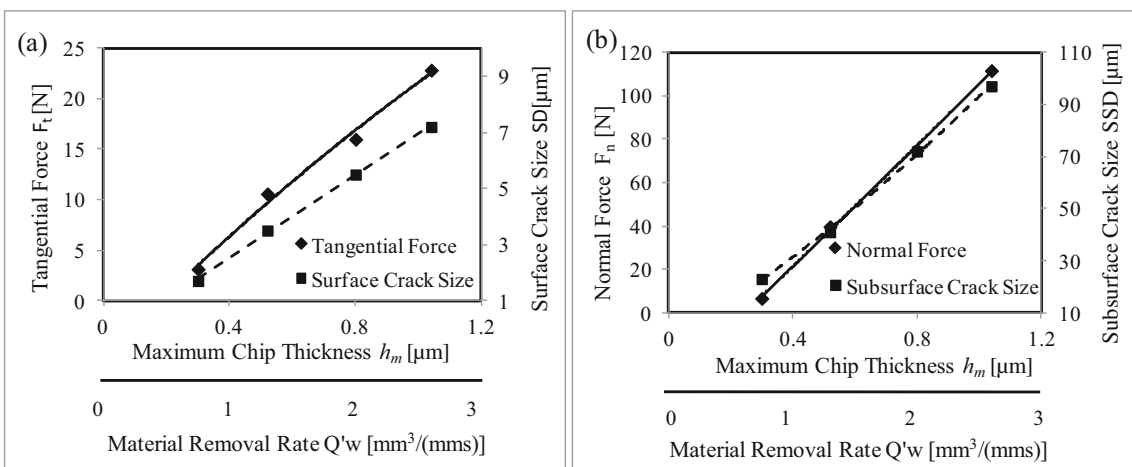 (a)
25
20
15
10
5
0
Tangential Force Ft [N]
9
7
5
3
1
Surface Crack Size SD[µm]
Tangential Force
Surface Crack Size
0 0.4 0.8 1.2
Maximum Chip Thickness hm [µm]
0 1 2 3
Material Removal Rate Q'w [mm³/(mms)]
(b)
120
100
80
60
40
20
0
Normal Force Fn [N]
110
90
70
50
30
10
Subsurface Crack Size SSD [µm]
Normal Force
Subsurface Crack Size
0 0.4 0.8 1.2
Maximum Chip Thickness hm [µm]
0 1 2 3
Material Removal Rate Q'w [mm³/(mms)]